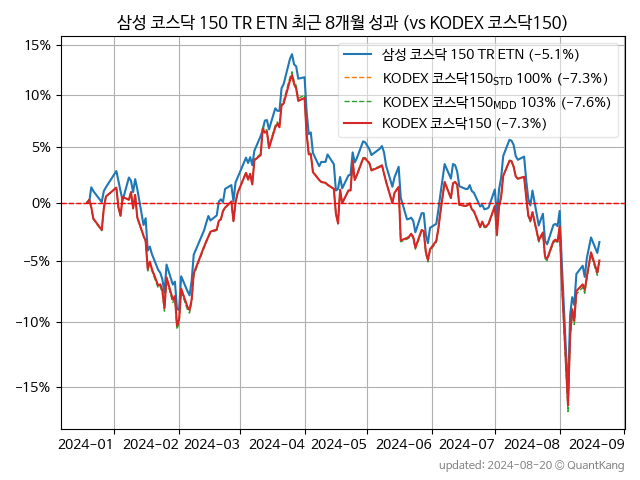 삼성 코스닥 150 TR ETN 최근 8개월 성과 (vs KODEX 코스닥150)
15%
10%
5%
0%
−5%
−10%
−15%
삼성 코스닥 150 TR ETN (−5.1%)
KODEX 코스닥150STD 100% (−7.3%)
KODEX 코스닥150MDD 103% (−7.6%)
KODEX 코스닥150 (−7.3%)
2024-01 2024-02 2024-03 2024-04 2024-05 2024-06 2024-07 2024-08 2024-09
updated: 2024-08-20 © QuantKang